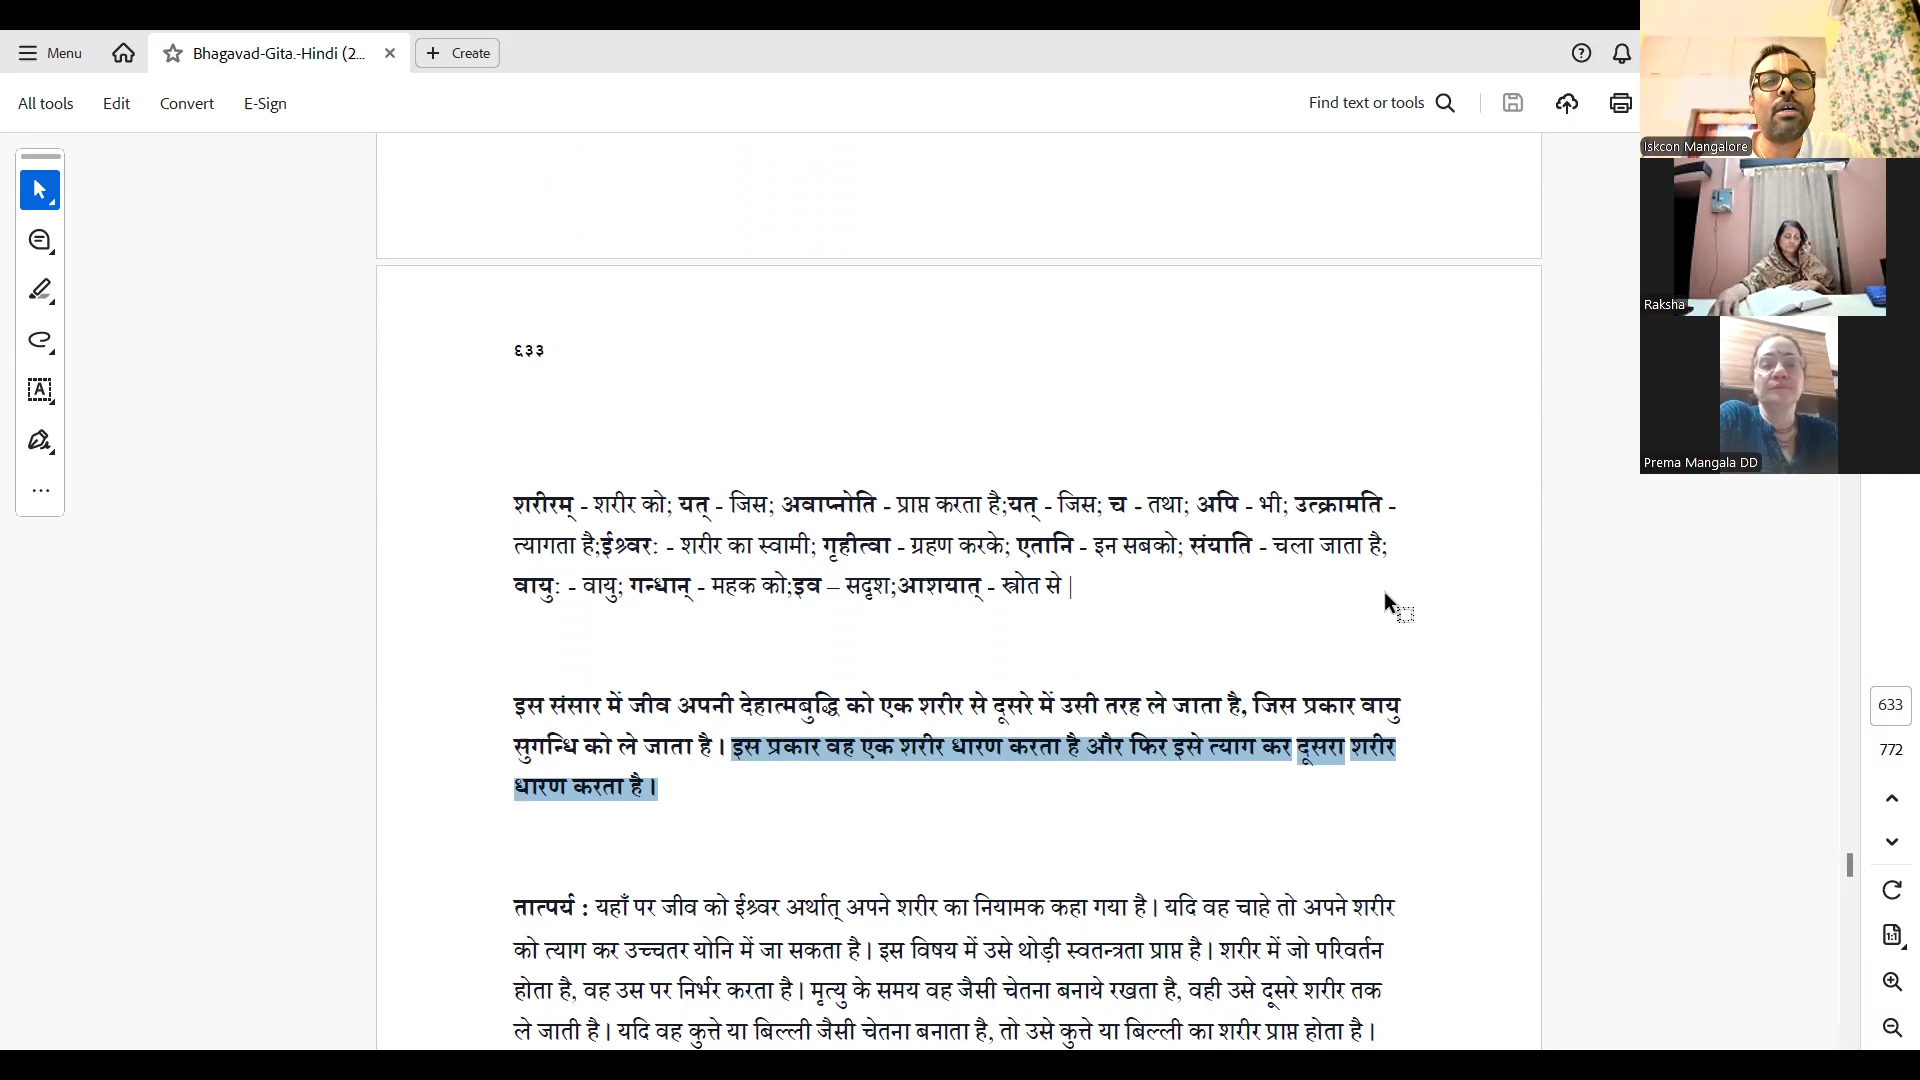 Menu
Bhagavad-Gita.-Hindi (2...
Create
All tools
Edit
Convert
E-Sign
Find text or tools
६३३
शरीरम् - शरीर को; यत् - जिस; अवाप्नोति - प्राप्त करता है;यत् - जिस; च - तथा; अपि - भी; उत्क्रामति -
त्यागता है;ईश्र्वरः - शरीर का स्वामी; गृहीत्वा - ग्रहण करके; एतानि - इन सबको; संयाति - चला जाता है;
वायुः - वायु; गन्धान् - महक को;इव – सदृश;आशयात् - स्त्रोत से |
इस संसार में जीव अपनी देहात्मबुद्धि को एक शरीर से दूसरे में उसी तरह ले जाता है, जिस प्रकार वायु
सुगन्धि को ले जाता है । इस प्रकार वह एक शरीर धारण करता है और फिर इसे त्याग कर दूसरा शरीर
धारण करता है ।
तात्पर्य : यहाँ पर जीव को ईश्र्वर अर्थात् अपने शरीर का नियामक कहा गया है । यदि वह चाहे तो अपने शरीर
को त्याग कर उच्चतर योनि में जा सकता है । इस विषय में उसे थोड़ी स्वतन्त्रता प्राप्त है । शरीर में जो परिवर्तन
होता है, वह उस पर निर्भर करता है । मृत्यु के समय वह जैसी चेतना बनाये रखता है, वही उसे दूसरे शरीर तक
ले जाती है । यदि वह कुत्ते या बिल्ली जैसी चेतना बनाता है, तो उसे कुत्ते या बिल्ली का शरीर प्राप्त होता है ।
Iskcon Mangalore
Raksha
Prema Mangala DD
633
772